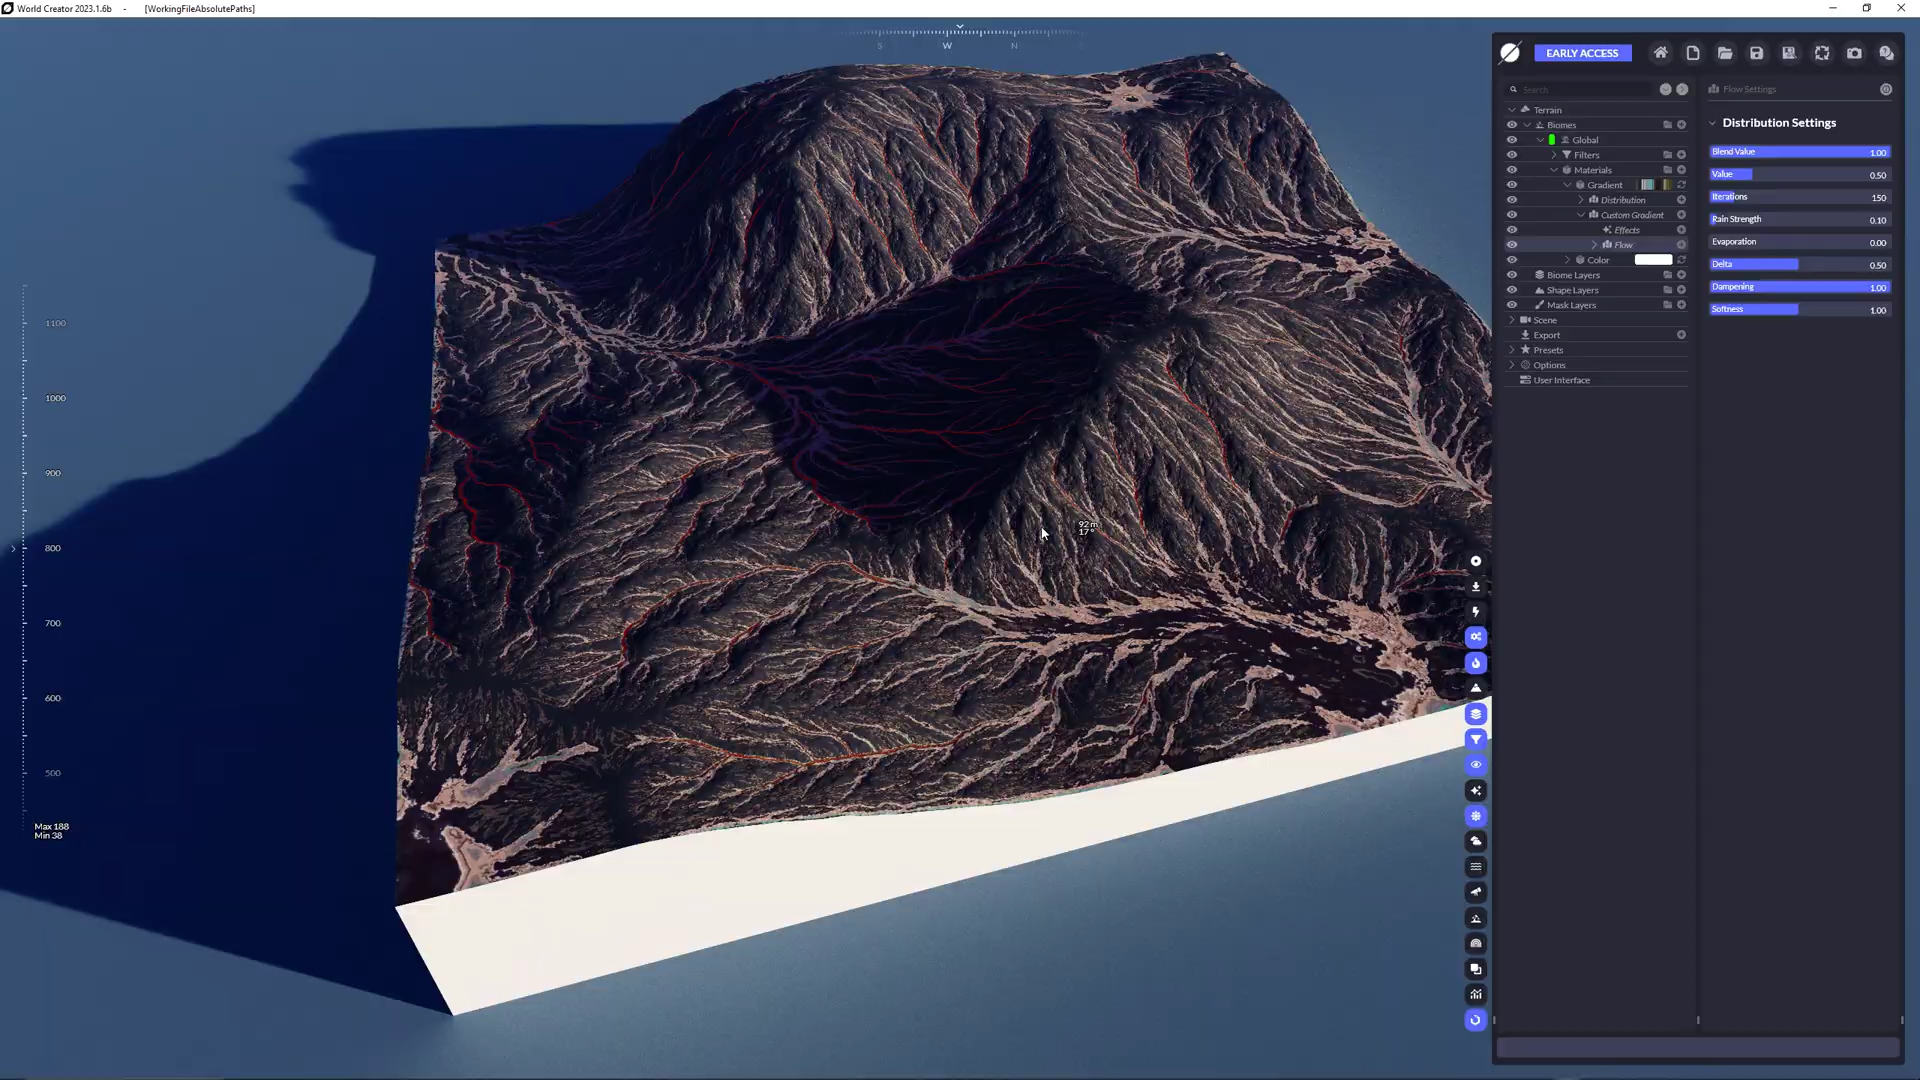 World Creator 2023.1.6b - [WorkingFileAbsolutePaths]
S W N
EARLY ACCESS
Search
Terrain
Biomes
Global
Filters
Materials
Gradient
Distribution
Custom Gradient
Effects
Flow
Color
Biome Layers
Shape Layers
Mask Layers
Scene
Export
Presets
Options
User Interface
Flow Settings
Distribution Settings
Blend Value 1.00
Value 0.50
Iterations 150
Rain Strength 0.10
Evaporation 0.00
Delta 0.50
Dampening 1.00
Softness 1.00
1100
1000
900
800
700
600
500
Max 188
Min 38
92 m
17°